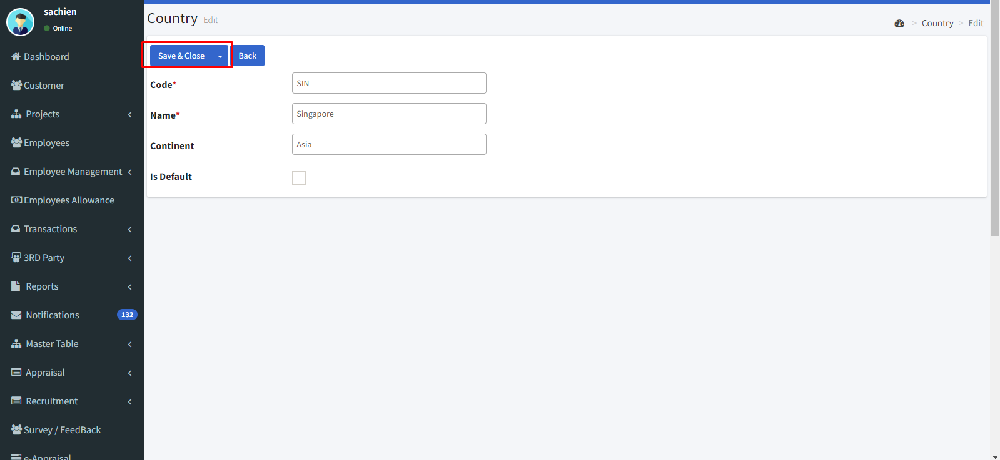 sachien
Online
Dashboard
Customer
Projects
Employees
Employee Management
Employees Allowance
Transactions
3RD Party
Reports
Notifications 132
Master Table
Appraisal
Recruitment
Survey / FeedBack
e-Appraisal
Country Edit
> Country > Edit
Save & Close Back
Code* SIN
Name* Singapore
Continent Asia
Is Default